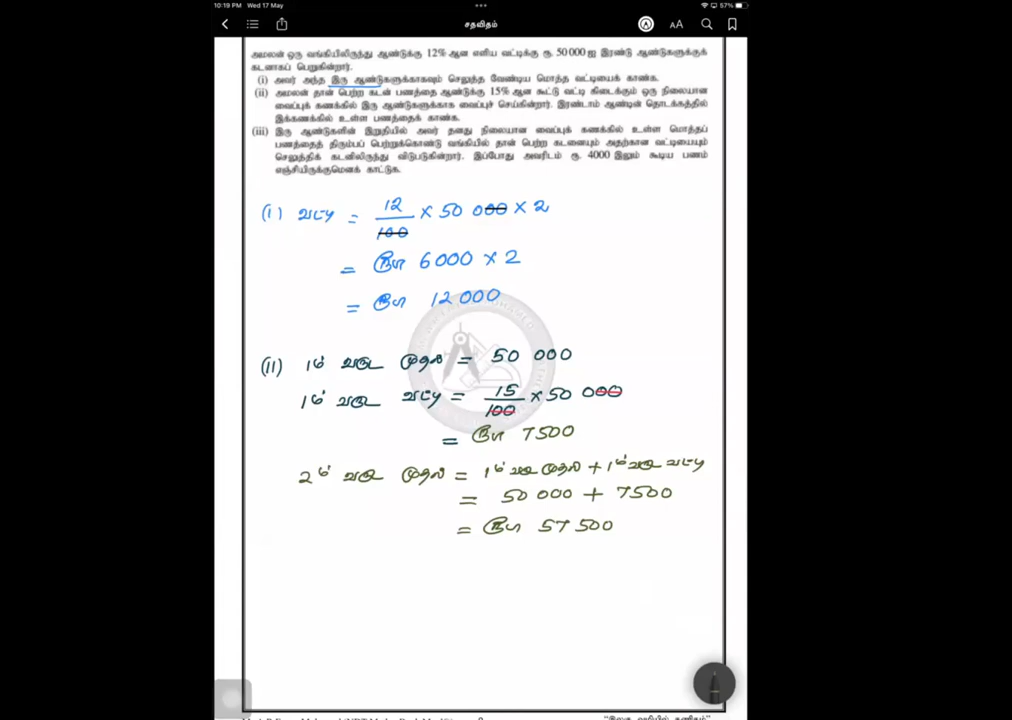 10:19 PM Wed 17 May
57%
சதவிதம்
AA
அமலன் ஒரு வங்கியிலிருந்து ஆண்டுக்கு 12% ஆன எளிய வட்டிக்கு ரூ. 50 000 ஐ இரண்டு ஆண்டுகளுக்குக்
கடனாகப் பெறுகின்றார்.
(i) அவர் அந்த இரு ஆண்டுகளுக்காகவும் செலுத்த வேண்டிய மொத்த வட்டியைக் காண்க.
(ii) அமலன் தான் பெற்ற கடன் பணத்தை ஆண்டுக்கு 15% ஆன கூட்டு வட்டி கிடைக்கும் ஒரு நிலையான
வைப்புக் கணக்கில் இரு ஆண்டுகளுக்காக வைப்புச் செய்கின்றார். இரண்டாம் ஆண்டின் தொடக்கத்தில்
இக்கணக்கில் உள்ள பணத்தைக் காண்க.
(iii) இரு ஆண்டுகளின் இறுதியில் அவர் தனது நிலையான வைப்புக் கணக்கில் உள்ள மொத்தப்
பணத்தைத் திரும்பப் பெற்றுக்கொண்டு வங்கியில் தான் பெற்ற கடனையும் அதற்கான வட்டியையும்
செலுத்திக் கடனிலிருந்து விடுபடுகின்றார். இப்போது அவரிடம் ரூ. 4000 இலும் கூடிய பணம்
எஞ்சியிருக்குமெனக் காட்டுக.
(i) வட்டி = 12/100 × 50 000 × 2
= ரூபா 6000 × 2
= ரூபா 12 000
(ii) 1ம் வருட முதல் = 50 000
1ம் வருட வட்டி = 15/100 × 50 000
= ரூபா 7500
2ம் வருட முதல் = 1ம் வருட முதல் + 1ம் வருட வட்டி
= 50 000 + 7500
= ரூபா 57 500